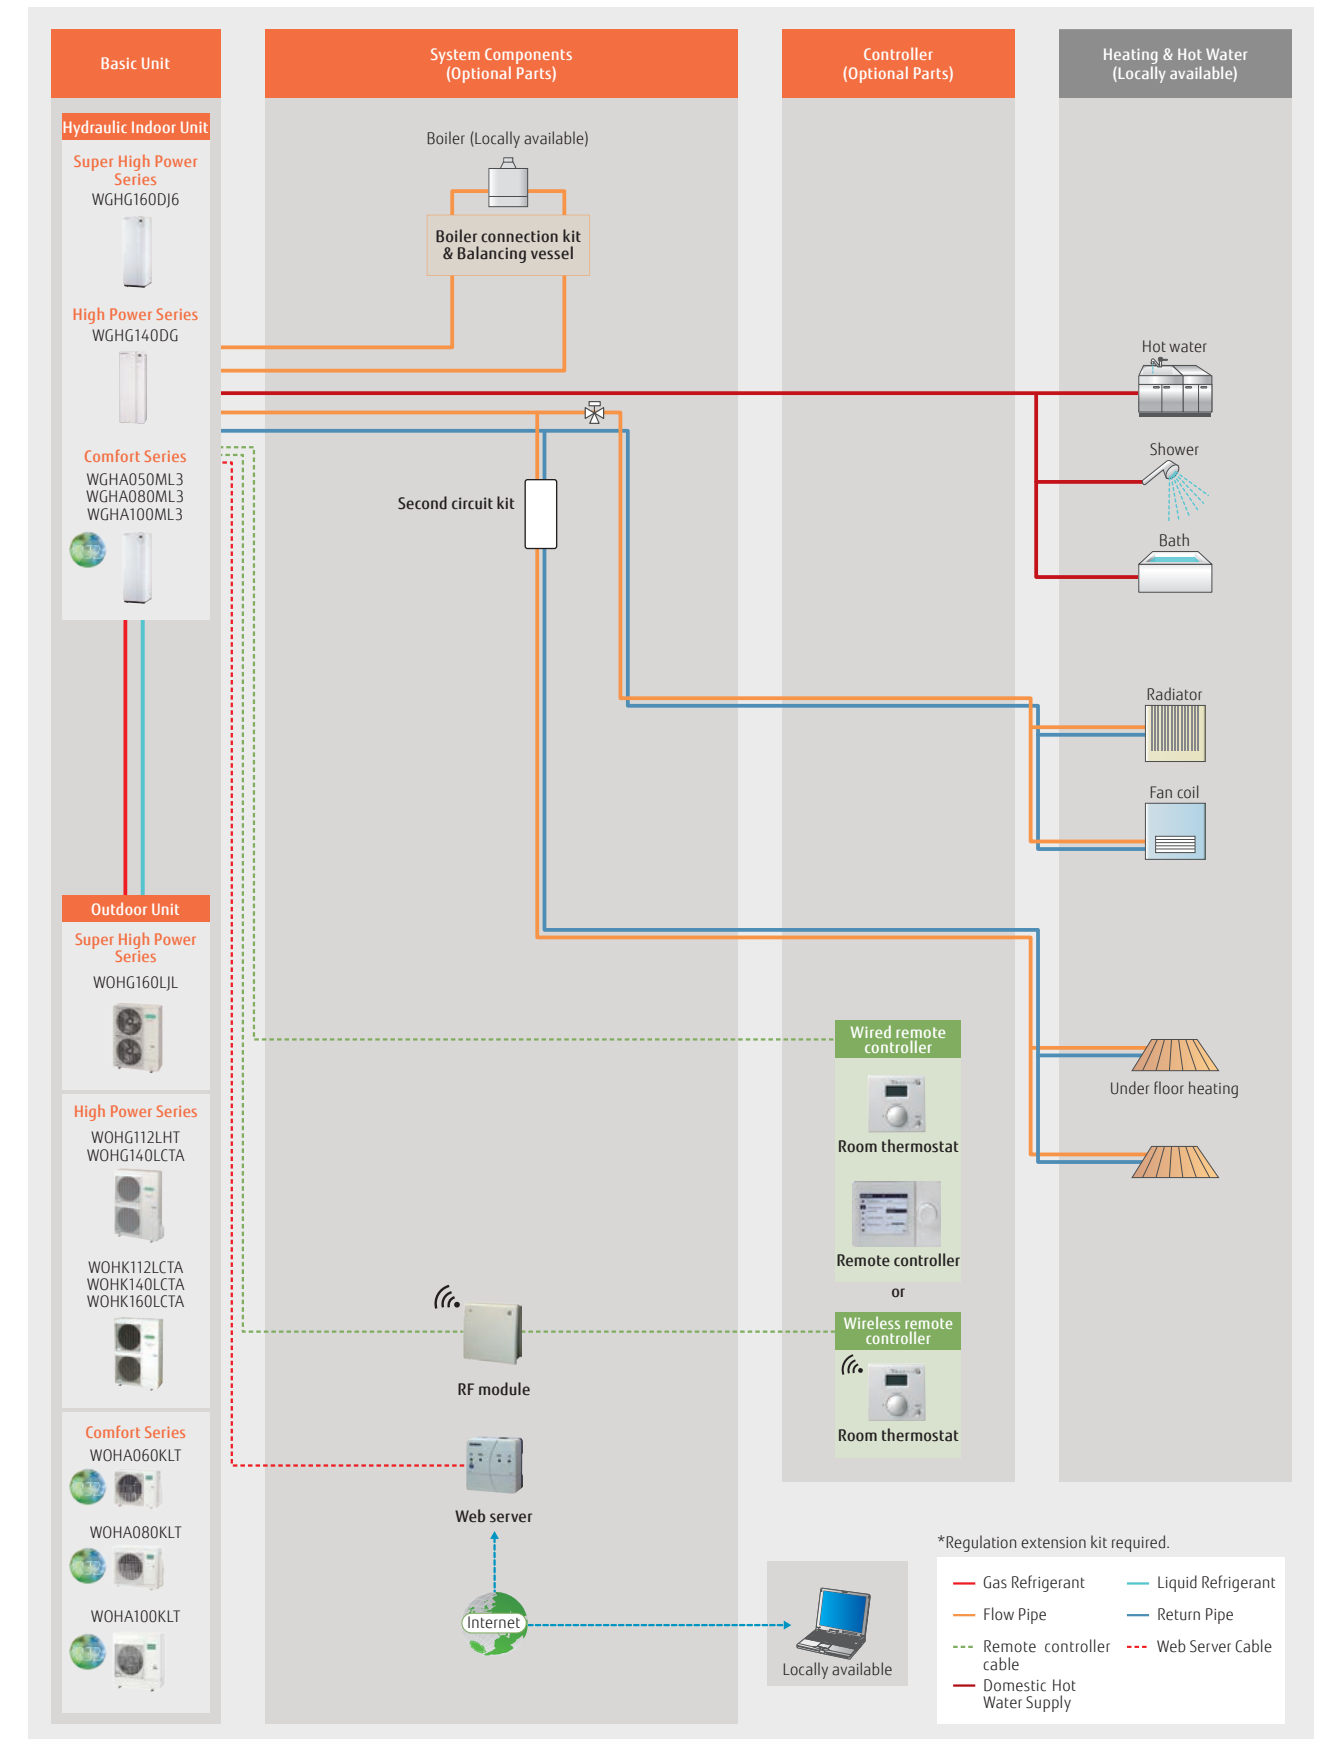 Basic Unit
System Components
(Optional Parts)
Controller
(Optional Parts)
Heating & Hot Water
(Locally available)
Hydraulic Indoor Unit
Super High Power
Series
WGHG160DJ6
High Power Series
WGHG140DG
Comfort Series
WGHA050ML3
WGHA080ML3
WGHA100ML3
Outdoor Unit
Super High Power
Series
WOHG160LJL
High Power Series
WOHG112LHT
WOHG140LCTA
WOHK112LCTA
WOHK140LCTA
WOHK160LCTA
Comfort Series
WOHA060KLT
WOHA080KLT
WOHA100KLT
Boiler (Locally available)
Boiler connection kit
& Balancing vessel
Second circuit kit
RF module
Web server
Internet
Locally available
Wired remote
controller
Room thermostat
Remote controller
or
Wireless remote
controller
Room thermostat
Hot water
Shower
Bath
Radiator
Fan coil
Under floor heating
*Regulation extension kit required.
Gas Refrigerant
Liquid Refrigerant
Flow Pipe
Return Pipe
Remote controller
cable
Web Server Cable
Domestic Hot
Water Supply